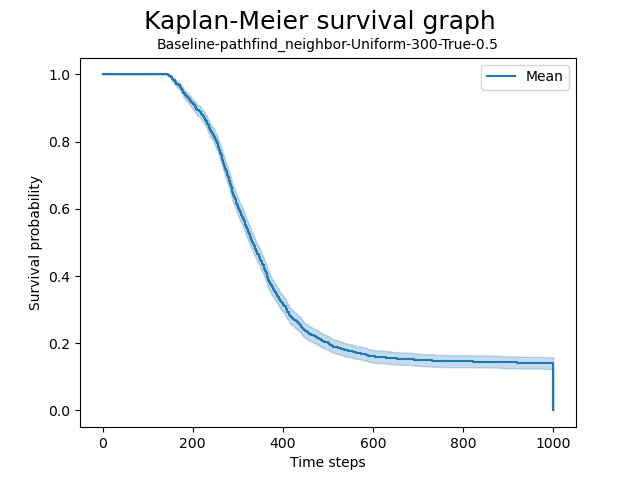 Kaplan-Meier survival graph
Baseline-pathfind_neighbor-Uniform-300-True-0.5
Mean
1.0
0.8
0.6
0.4
0.2
0.0
Survival probability
0 200 400 600 800 1000
Time steps